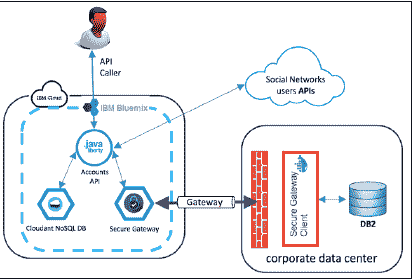 API
Caller
IBM Cloud
IBM Bluemix
Social Networks
users APIs
java
liberty
Accounts
API
Cloudant NoSQL DB
Secure Gateway
Gateway
Secure Gateway
Client
DB2
corporate data center